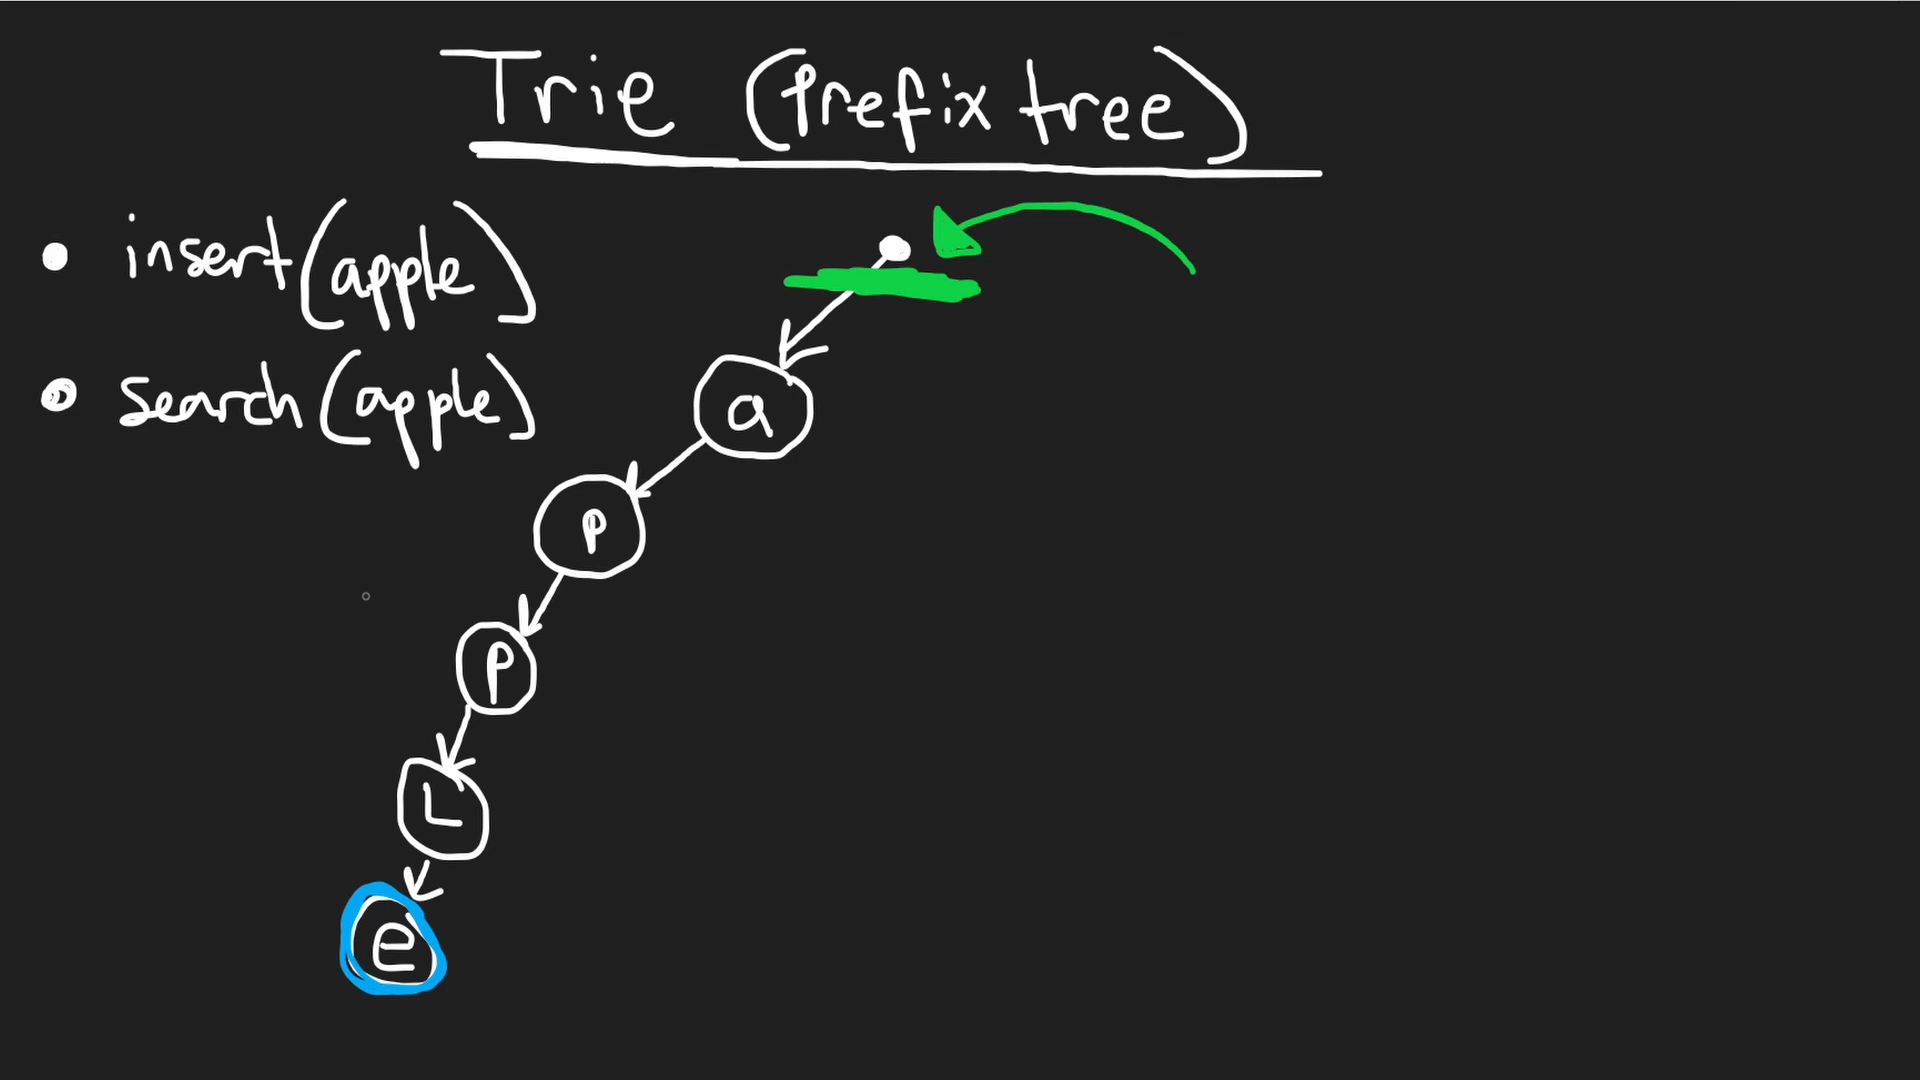 Trie (Prefix tree)
• insert(apple)
• search(apple)
a
P
P
L
e